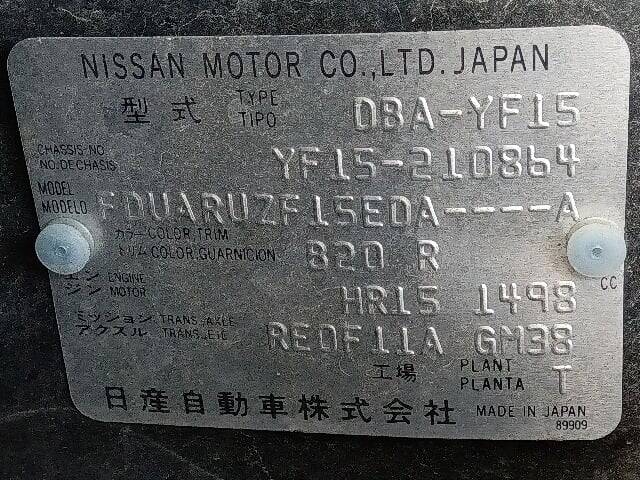 NISSAN MOTOR CO.,LTD. JAPAN
型式 TYPE TIPO DBA-YF15
CHASSIS NO. NO.DECHASIS YF15-210864
MODEL MODELO FDUARUZF15EDA----A
カラー COLOR, TRIM トリム COLOR, GUARNICION 820 R
エンジン ENGINE MOTOR HR15 1498 CC
ミッション アクスル TRANS., AXLE TRANS., EJE RE0F11A GM38
工場 PLANT PLANTA T
日産自動車株式会社 MADE IN JAPAN
89909